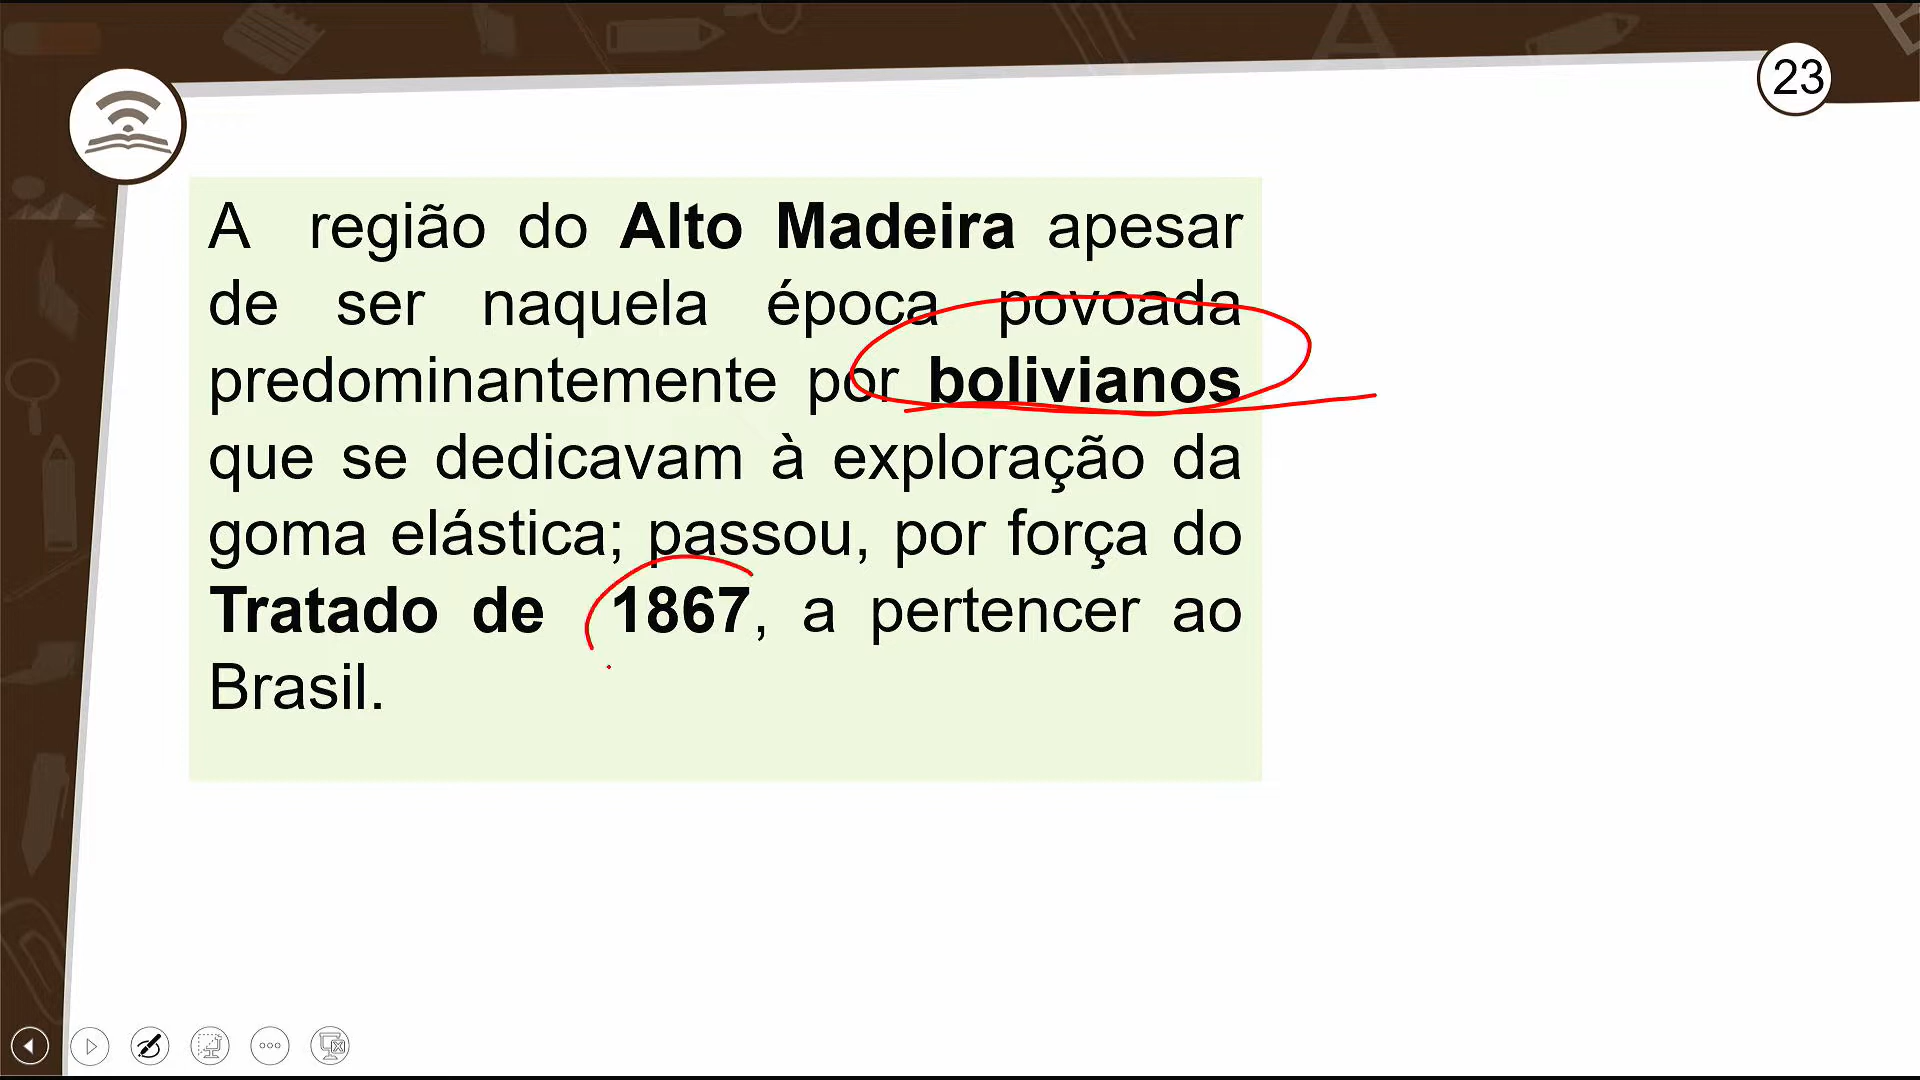 23
A região do Alto Madeira apesar
de ser naquela época povoada
predominantemente por bolivianos
que se dedicavam à exploração da
goma elástica; passou, por força do
Tratado de 1867, a pertencer ao
Brasil.